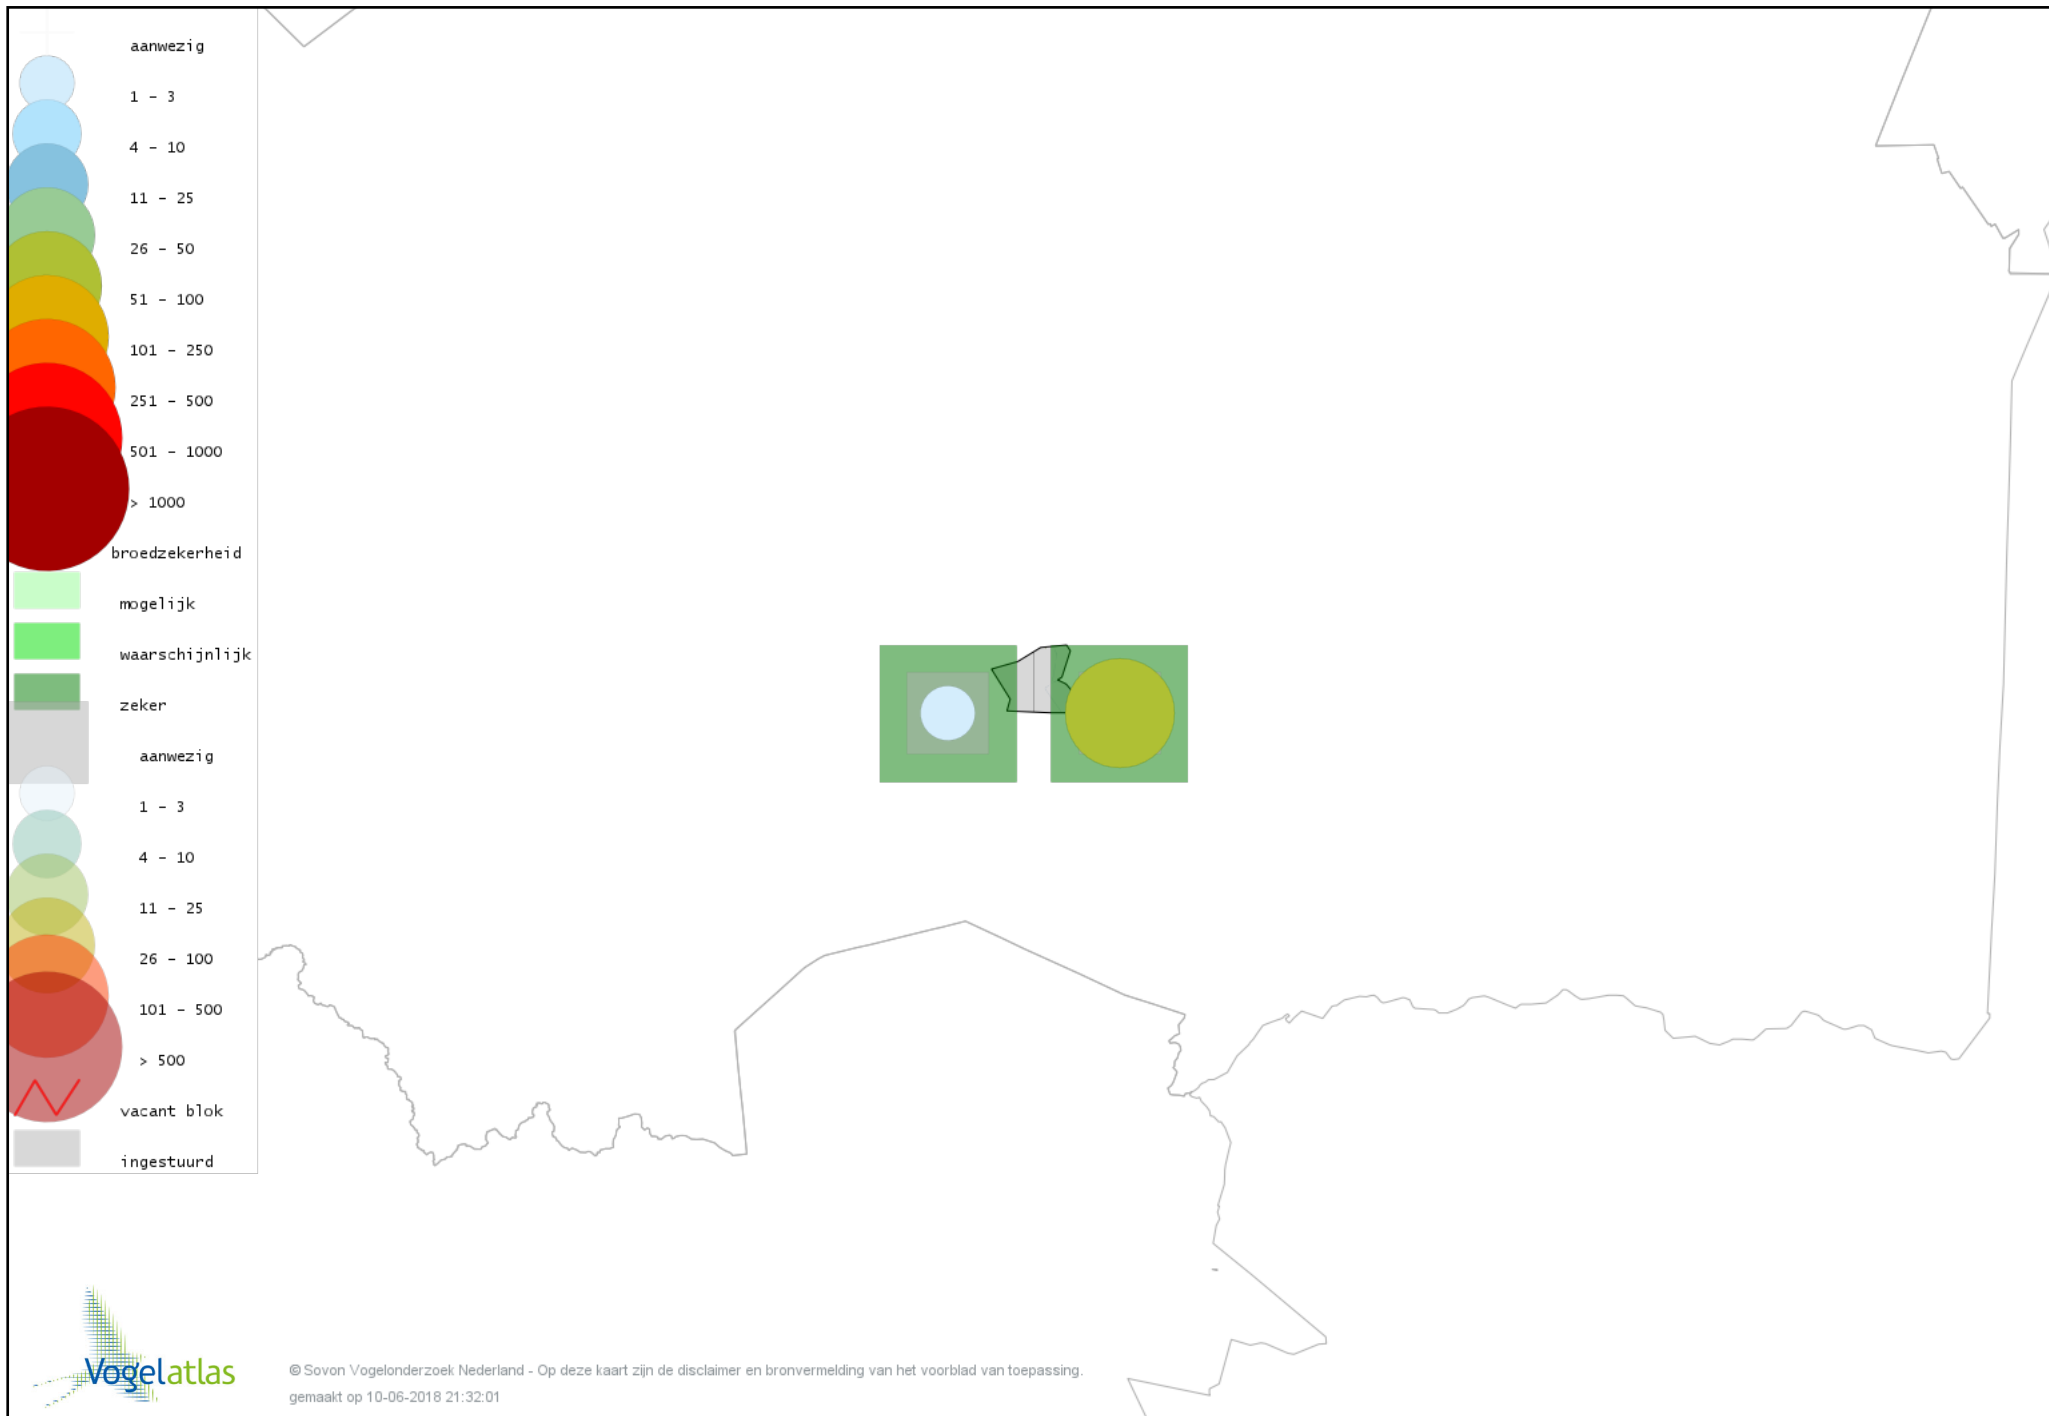 aanwezig
1 - 3
4 - 10
11 - 25
26 - 50
51 - 100
101 - 250
251 - 500
501 - 1000
> 1000
broedzekerheid
mogelijk
waarschijnlijk
zeker
aanwezig
1 - 3
4 - 10
11 - 25
26 - 100
101 - 500
> 500
vacant blok
ingestuurd
Vogelatlas
© Sovon Vogelonderzoek Nederland - Op deze kaart zijn de disclaimer en bronvermelding van het voorblad van toepassing.
gemaakt op 10-06-2018 21:32:01